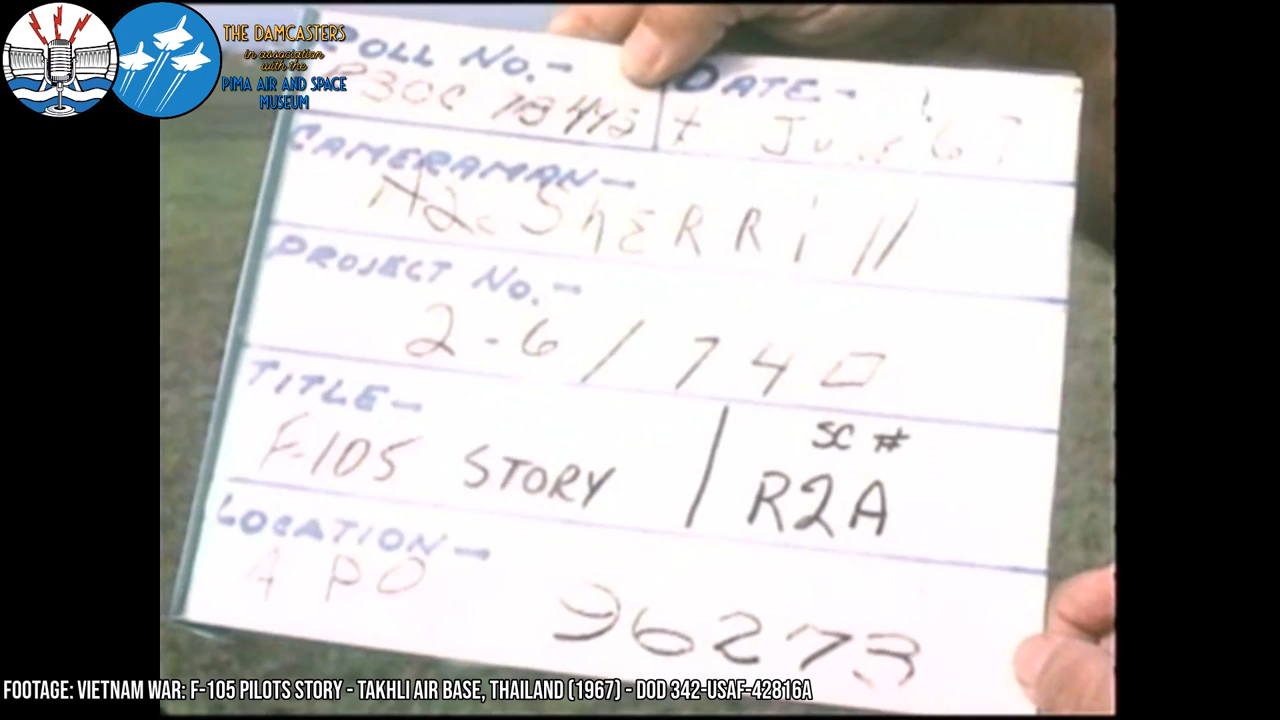 THE DAMCASTERS
in association
with the
PIMA AIR AND SPACE
MUSEUM
ROLL No.- DATE-
CAMERAMAN-
A2c ShERRill
PROJECT No.-
2-6/740
TITLE- SC #
F-105 STORY R2A
LOCATION-
APO 96273
FOOTAGE: VIETNAM WAR: F-105 PILOTS STORY - TAKHLI AIR BASE, THAILAND (1967) - DOD 342-USAF-42816A